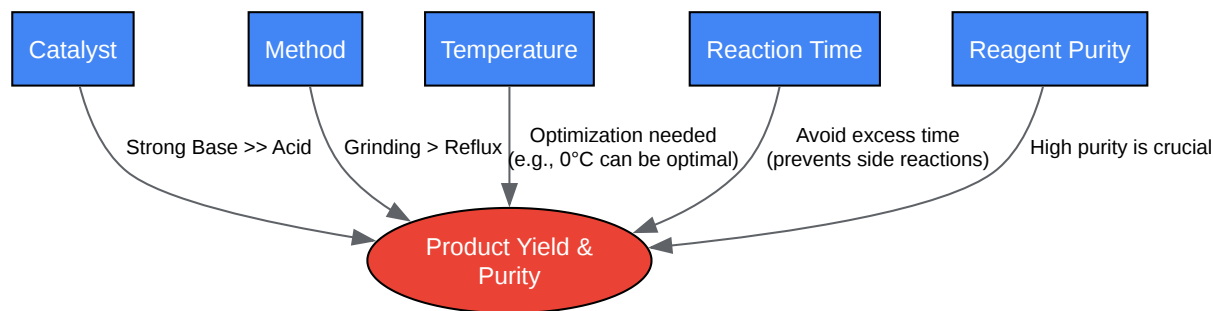 Catalyst
Method
Temperature
Reaction Time
Reagent Purity
Strong Base >> Acid
Grinding > Reflux
Optimization needed
(e.g., 0°C can be optimal)
Avoid excess time
(prevents side reactions)
High purity is crucial
Product Yield &
Purity